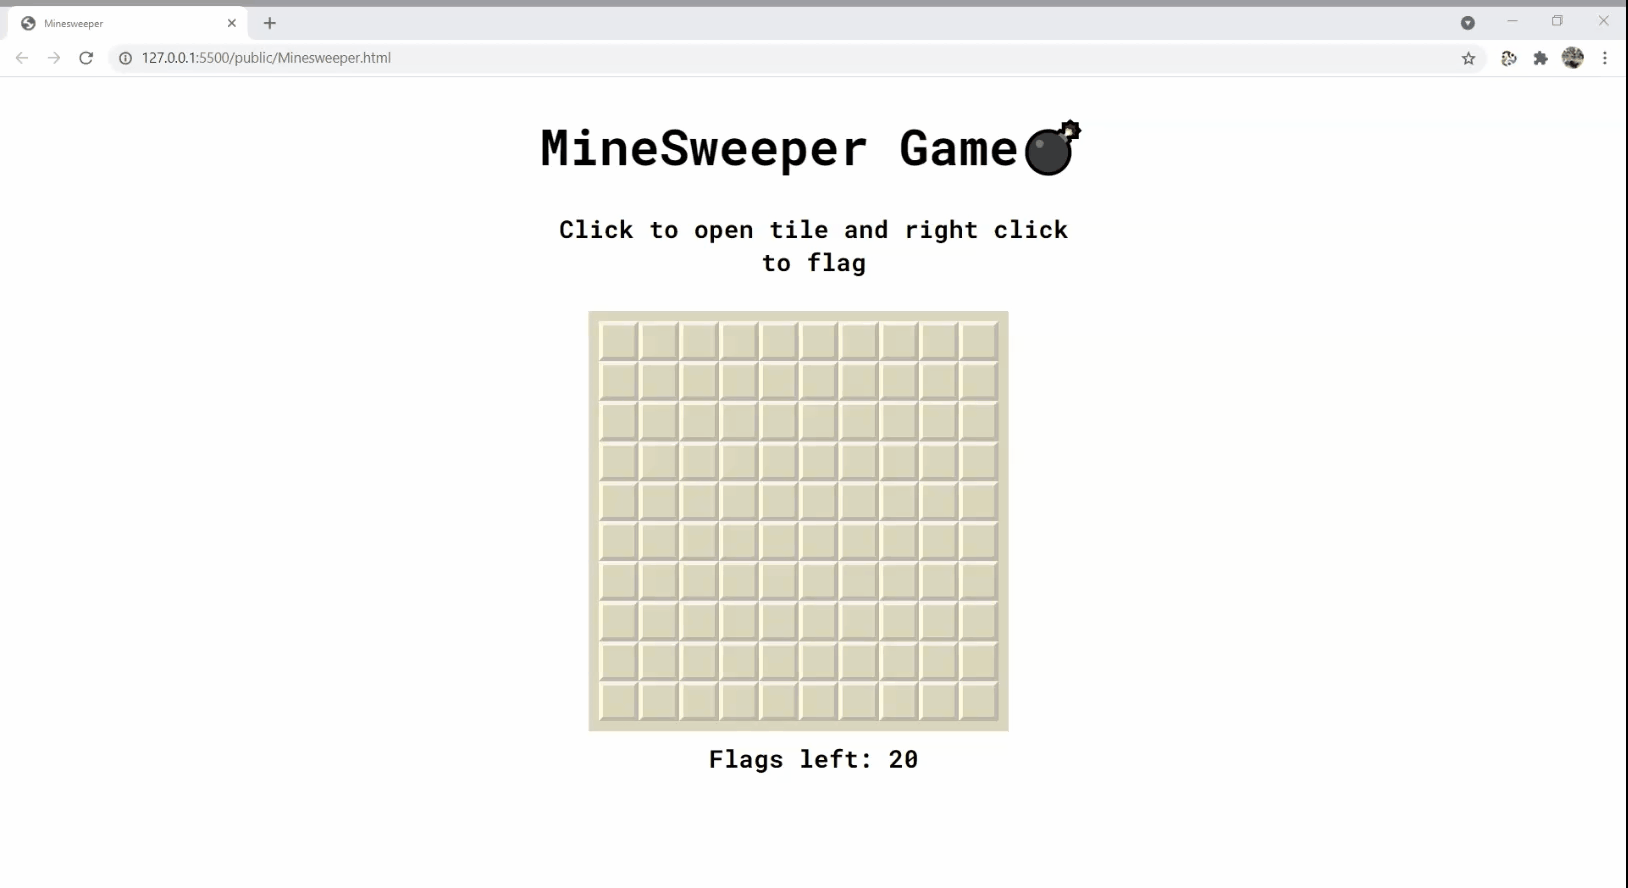 Minesweeper
127.0.0.1:5500/public/Minesweeper.html
MineSweeper Game
Click to open tile and right click
to flag
Flags left: 20